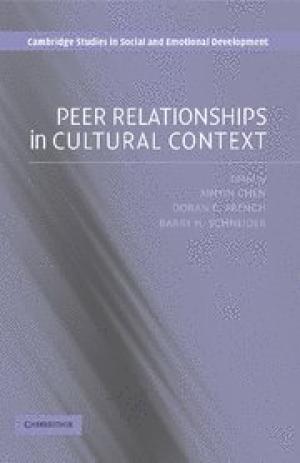 Cambridge Studies in Social and Emotional Development
PEER RELATIONSHIPS
in CULTURAL CONTEXT
XINYIN CHEN
DORAN C. FRENCH
BARRY H. SCHNEIDER
CAMBRIDGE